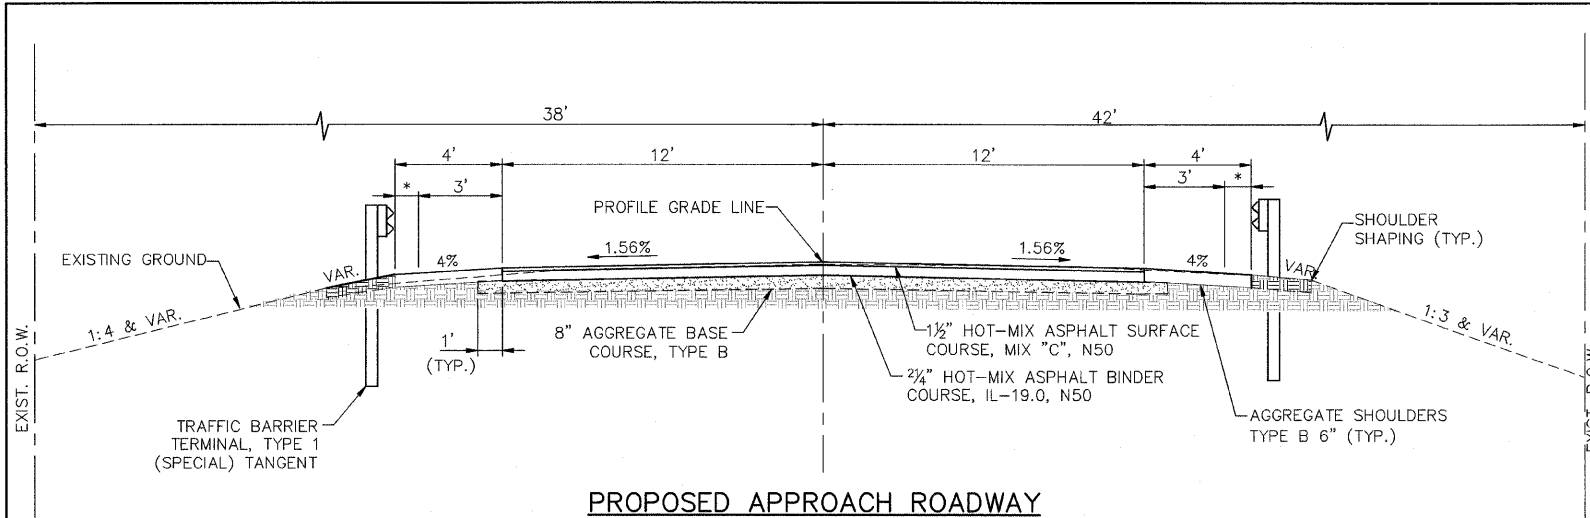 38'
42'
4'
12'
12'
4'
*
3'
3'
*
PROFILE GRADE LINE
SHOULDER
SHAPING (TYP.)
EXISTING GROUND
1.56%
1.56%
VAR.
4%
4%
VAR.
1:4 & VAR.
1:3 & VAR.
8" AGGREGATE BASE
COURSE, TYPE B
1½" HOT-MIX ASPHALT SURFACE
COURSE, MIX "C", N50
1'
(TYP.)
2¼" HOT-MIX ASPHALT BINDER
COURSE, IL-19.0, N50
EXIST. R.O.W.
EXIST. R.O.W.
TRAFFIC BARRIER
TERMINAL, TYPE 1
(SPECIAL) TANGENT
AGGREGATE SHOULDERS
TYPE B 6" (TYP.)
PROPOSED APPROACH ROADWAY